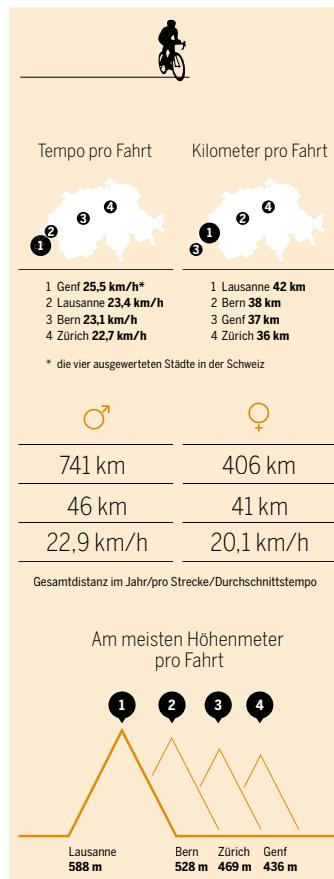 Tempo pro Fahrt
2
3
4
1
1 Genf 25,5 km/h*
2 Lausanne 23,4 km/h
3 Bern 23,1 km/h
4 Zürich 22,7 km/h
Kilometer pro Fahrt
1
2
4
3
1 Lausanne 42 km
2 Bern 38 km
3 Genf 37 km
4 Zürich 36 km
* die vier ausgewerteten Städte in der Schweiz
♂ ♀
741 km 406 km
46 km 41 km
22,9 km/h 20,1 km/h
Gesamtdistanz im Jahr/pro Strecke/Durchschnittstempo
Am meisten Höhenmeter
pro Fahrt
1 2 3 4
Lausanne Bern Zürich Genf
588 m 528 m 469 m 436 m